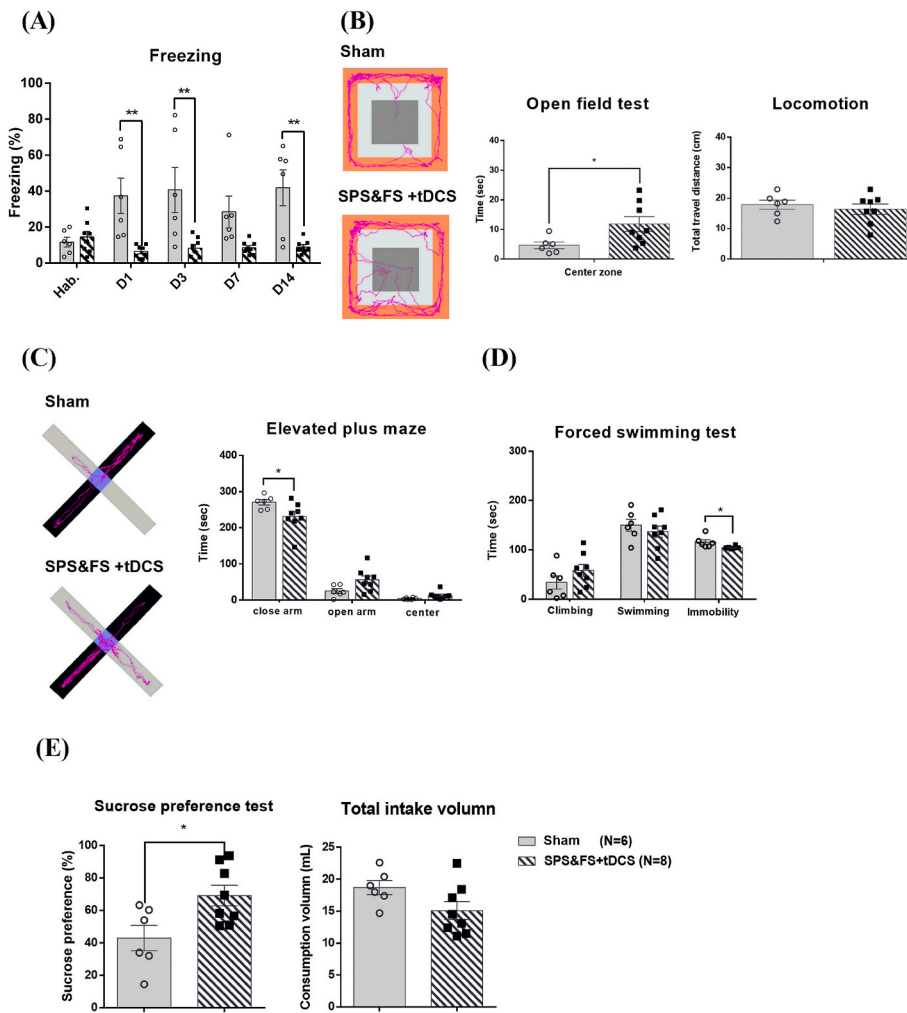 (A)
Freezing
Freezing (%)
100
80
60
40
20
0
**
**
**
Hab.
D1
D3
D7
D14
(B)
Sham
SPS&FS +tDCS
Open field test
Time (sec)
40
30
20
10
0
*
Center zone
Locomotion
Total travel distance (cm)
40
30
20
10
0
(C)
Sham
SPS&FS +tDCS
Elevated plus maze
Time (sec)
400
300
200
100
0
*
close arm
open arm
center
(D)
Forced swimming test
Time (sec)
300
200
100
0
*
Climbing
Swimming
Immobility
(E)
Sucrose preference test
Sucrose preference (%)
100
80
60
40
20
0
*
Total intake volumn
Consumption volumn (mL)
25
20
15
10
5
0
Sham (N=6)
SPS&FS+tDCS (N=8)